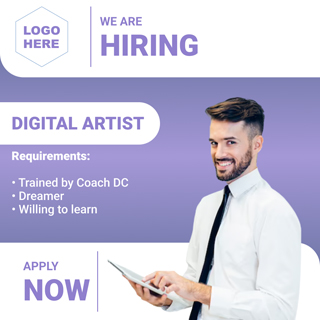 LOGO
HERE
WE ARE
HIRING
DIGITAL ARTIST
Requirements:
• Trained by Coach DC
• Dreamer
• Willing to learn
APPLY
NOW